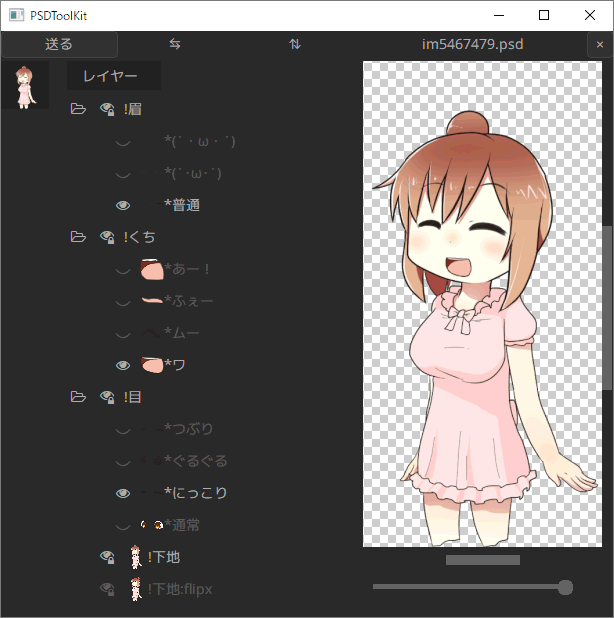 PSDToolKit
送る
⇆
⇅
im5467479.psd
×
レイヤー
!眉
*(´・ω・`)
*(´･ω･`)
*普通
!くち
*あー！
*ふぇー
*ムー
*ワ
!目
*つぶり
*ぐるぐる
*にっこり
*通常
!下地
!下地:flipx